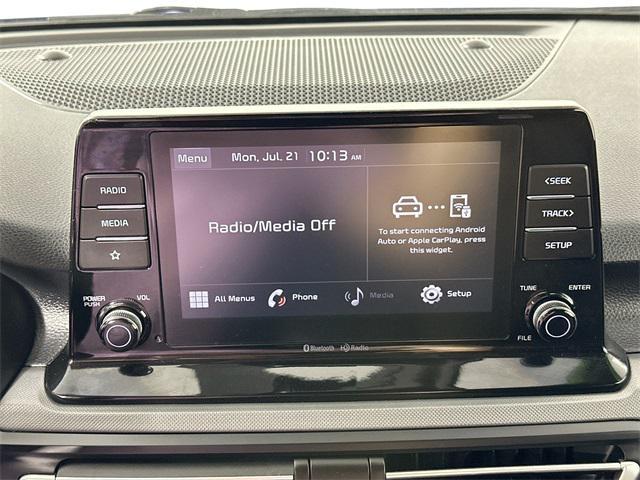 Menu Mon, Jul. 21 10:13 AM
RADIO
MEDIA
Radio/Media Off
To start connecting Android
Auto or Apple CarPlay, press
this widget.
<SEEK
TRACK>
SETUP
All Menus Phone Media Setup
POWER
PUSH
VOL
TUNE
ENTER
FILE
Bluetooth HD Radio